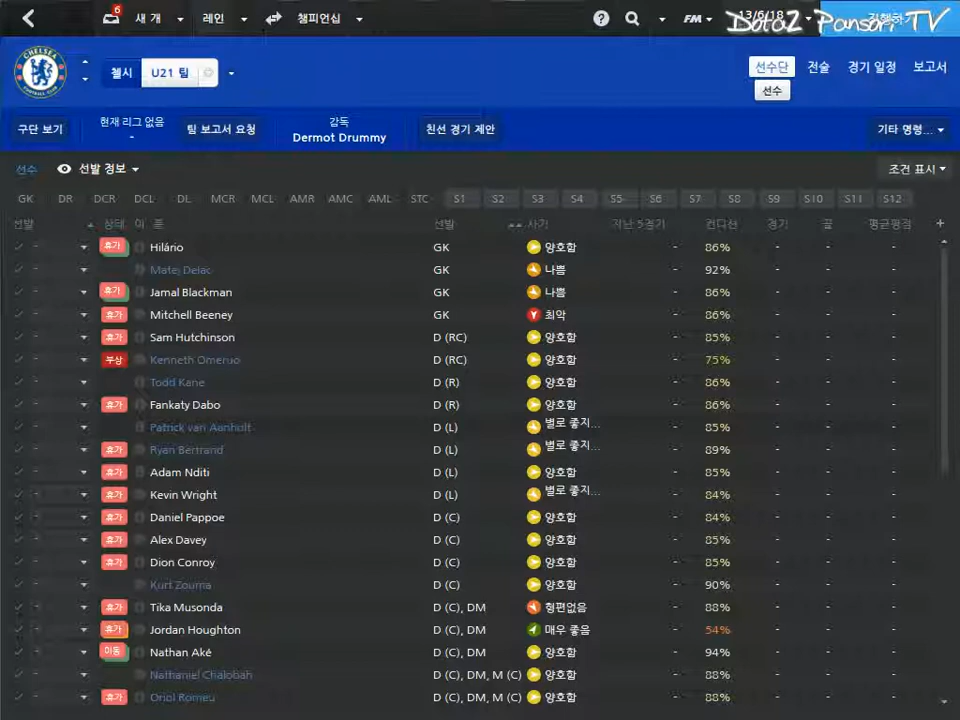 6 새 개 레인 챔피언십 ? FM 13/6/18 Dota2 Pansori TV
CHELSEA
첼시 U21 팀 선수단 전술 경기 일정 보고서
선수
구단 보기 현재 리그 없음 - 팀 보고서 요청 감독 Dermot Drummy 친선 경기 제안 기타 명령...
선수 선발 정보 조건 표시
GK DR DCR DCL DL MCR MCL AMR AMC AML STC S1 S2 S3 S4 S5 S6 S7 S8 S9 S10 S11 S12
선발 상태 이 름 선발 사기 지난 5경기 컨디션 경기 골 평균평점 +
- 휴가 Hilário GK 양호함 - 86% - - -
- Matej Delac GK 나쁨 - 92% - - -
- 휴가 Jamal Blackman GK 나쁨 - 86% - - -
- 휴가 Mitchell Beeney GK 최악 - 86% - - -
- 휴가 Sam Hutchinson D (RC) 양호함 - 85% - - -
- 부상 Kenneth Omeruo D (RC) 양호함 - 75% - - -
- Todd Kane D (R) 양호함 - 86% - - -
- 휴가 Fankaty Dabo D (R) 양호함 - 86% - - -
- Patrick van Aanholt D (L) 별로 좋지... - 85% - - -
- 휴가 Ryan Bertrand D (L) 별로 좋지... - 89% - - -
- 휴가 Adam Nditi D (L) 양호함 - 85% - - -
- 휴가 Kevin Wright D (L) 별로 좋지... - 84% - - -
- 휴가 Daniel Pappoe D (C) 양호함 - 84% - - -
- 휴가 Alex Davey D (C) 양호함 - 85% - - -
- 휴가 Dion Conroy D (C) 양호함 - 85% - - -
- Kurt Zouma D (C) 양호함 - 90% - - -
- 휴가 Tika Musonda D (C), DM 형편없음 - 88% - - -
- 휴가 Jordan Houghton D (C), DM 매우 좋음 - 54% - - -
- 이동 Nathan Aké D (C), DM 양호함 - 94% - - -
- Nathaniel Chalobah D (C), DM, M (C) 양호함 - 88% - - -
- 휴가 Oriol Romeu D (C), DM, M (C) 양호함 - 88% - - -